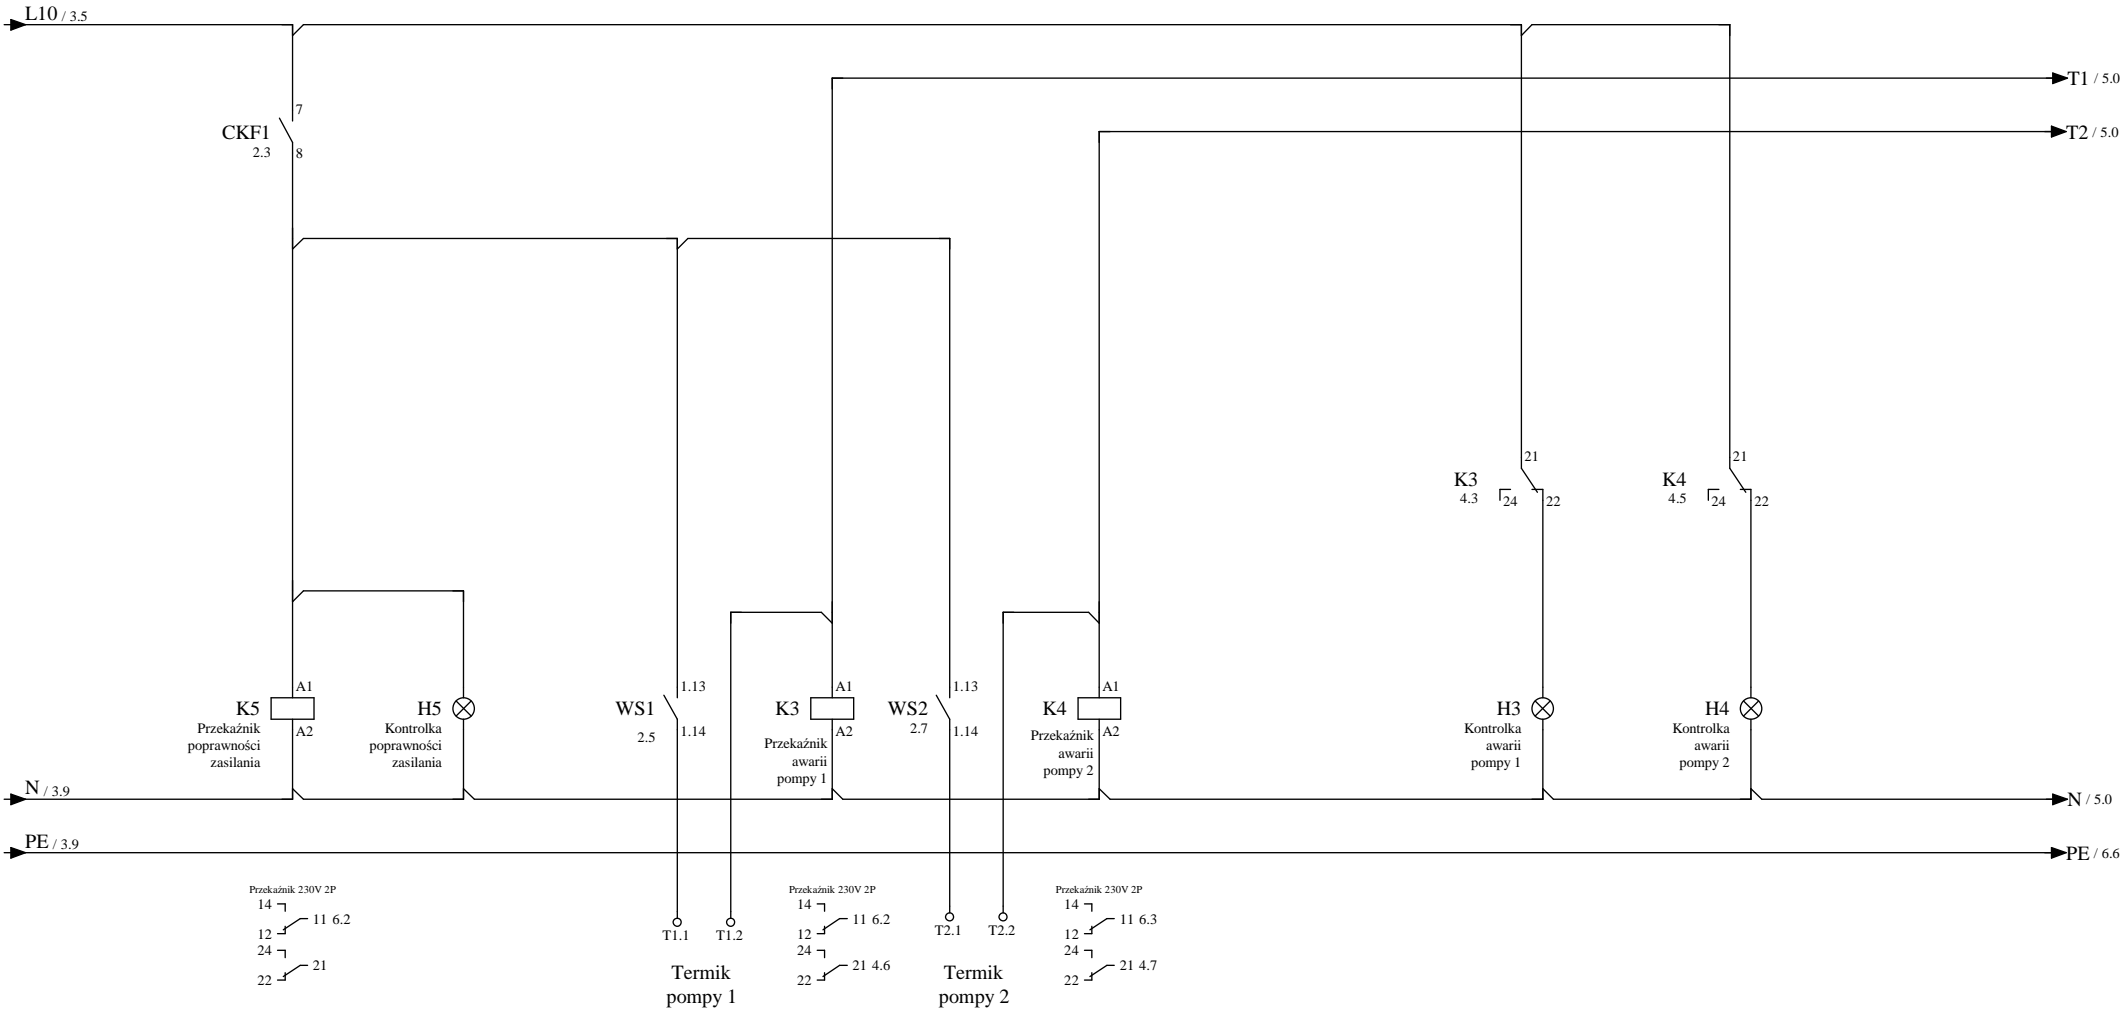 L10 / 3.5
T1 / 5.0
7
CKF1
2.3
8
T2 / 5.0
21
K3
4.3
24
22
21
K4
4.5
24
22
A1
K5
A2
Przekaźnik
poprawności
zasilania
H5
Kontrolka
poprawności
zasilania
1.13
WS1
2.5
1.14
A1
K3
A2
Przekaźnik
awarii
pompy 1
1.13
WS2
2.7
1.14
A1
K4
A2
Przekaźnik
awarii
pompy 2
H3
Kontrolka
awarii
pompy 1
H4
Kontrolka
awarii
pompy 2
N / 3.9
N / 5.0
PE / 3.9
PE / 6.6
Przekaźnik 230V 2P
14
11 6.2
12
24
21
22
T1.1
T1.2
Termik
pompy 1
Przekaźnik 230V 2P
14
11 6.2
12
24
21 4.6
22
T2.1
T2.2
Termik
pompy 2
Przekaźnik 230V 2P
14
11 6.3
12
24
21 4.7
22